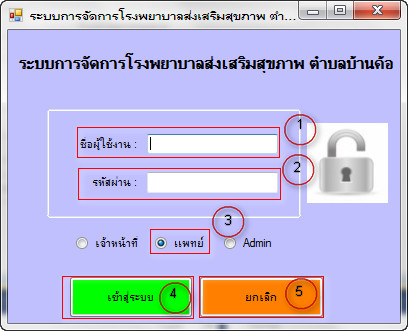 ระบบการจัดการโรงพยาบาลส่งเสริมสุขภาพ ตำ...
ระบบการจัดการโรงพยาบาลส่งเสริมสุขภาพ ตำบลบ้านค้อ
ชื่อผู้ใช้งาน :
1
รหัสผ่าน :
2
3
เจ้าหน้าที่ แพทย์ Admin
เข้าสู่ระบบ 4 ยกเลิก 5